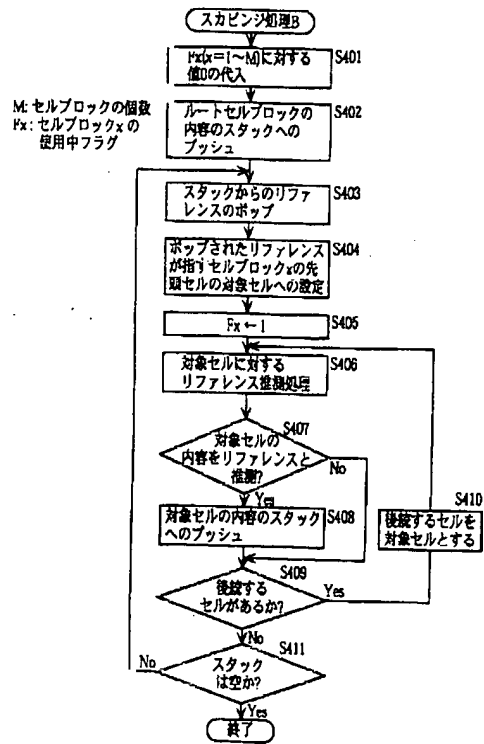 スカビンジ処理B
Fx(x=1~M)に対する
値0の代入
S401
M: セルブロックの個数
Fx: セルブロックxの
使用中フラグ
ルートセルブロックの
内容のスタックへの
プッシュ
S402
スタックからのリファ
レンスのポップ
S403
ポップされたリファレンス
が指すセルブロックxの先
頭セルの対象セルへの設定
S404
Fx ← 1
S405
対象セルに対する
リファレンス推測処理
S406
S407
対象セルの
内容をリファレンスと
推測?
No
Yes
対象セルの内容のスタック
へのプッシュ
S408
S410
後続するセルを
対象セルとする
S409
後続する
セルがあるか?
Yes
No
S411
スタック
は空か?
No
Yes
終了